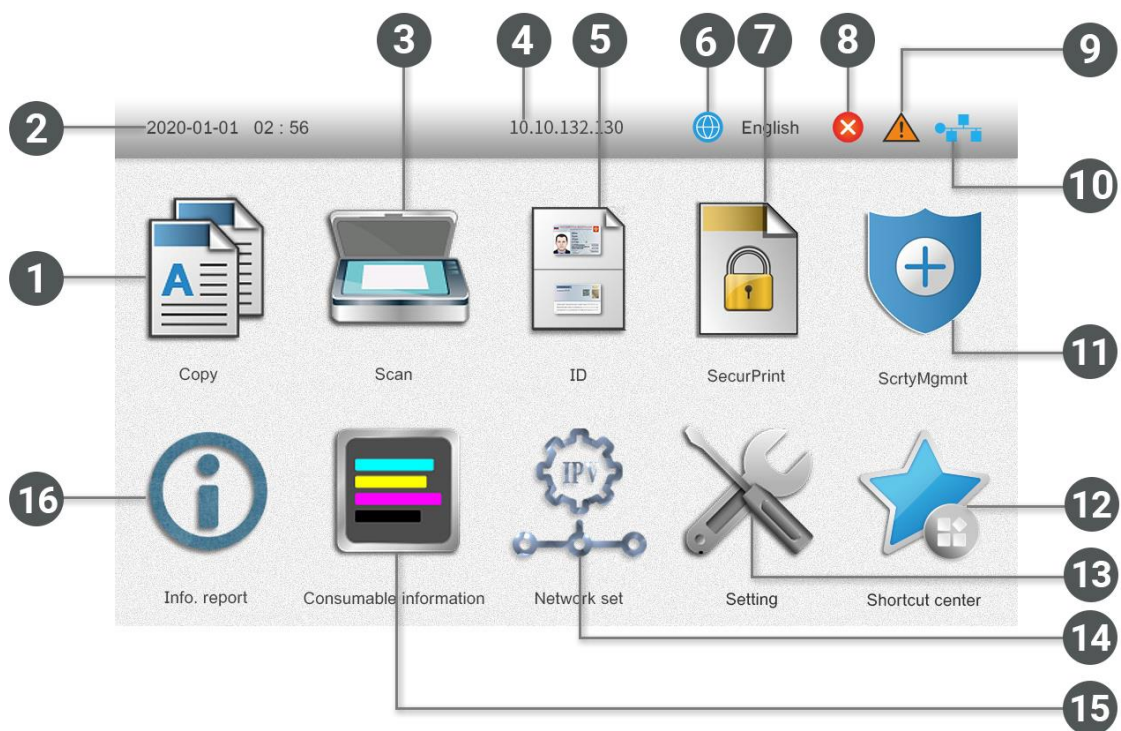 3 4 5 6 7 8 9
2 2020-01-01 02 : 56 10.10.132.130 English
10
1 A
11
Copy Scan ID SecurPrint ScrtyMgmnt
16 IPV 12
13
Info. report Consumable information Network set Setting Shortcut center
14
15